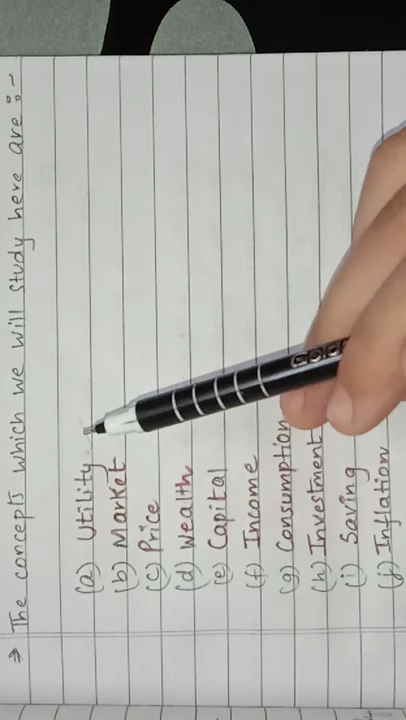 → The concepts which we will study here are :-
(a) Utility
(b) Market
(c) Price
(d) Wealth
(e) Capital
(f) Income
(g) Consumption
(h) Investment
(i) Saving
(j) Inflation